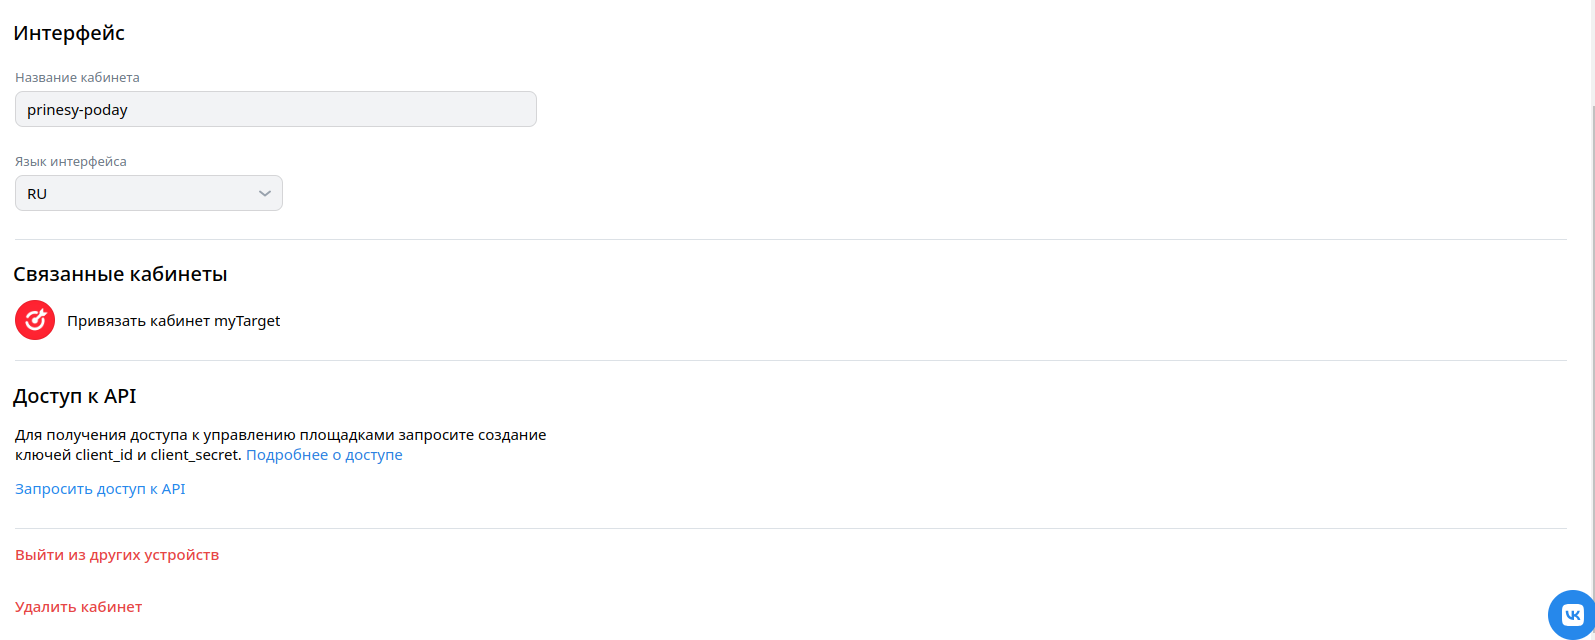 Интерфейс
Название кабинета
prinesy-poday
Язык интерфейса
RU
Связанные кабинеты
Привязать кабинет myTarget
Доступ к API
Для получения доступа к управлению площадками запросите создание
ключей client_id и client_secret. Подробнее о доступе
Запросить доступ к API
Выйти из других устройств
Удалить кабинет
VK